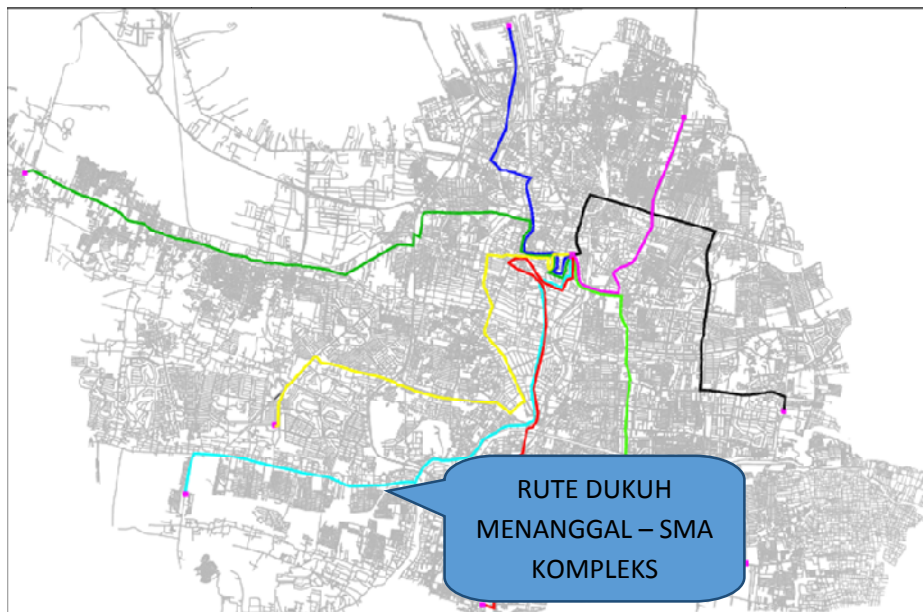 RUTE DUKUH
MENANGGAL – SMA
KOMPLEKS